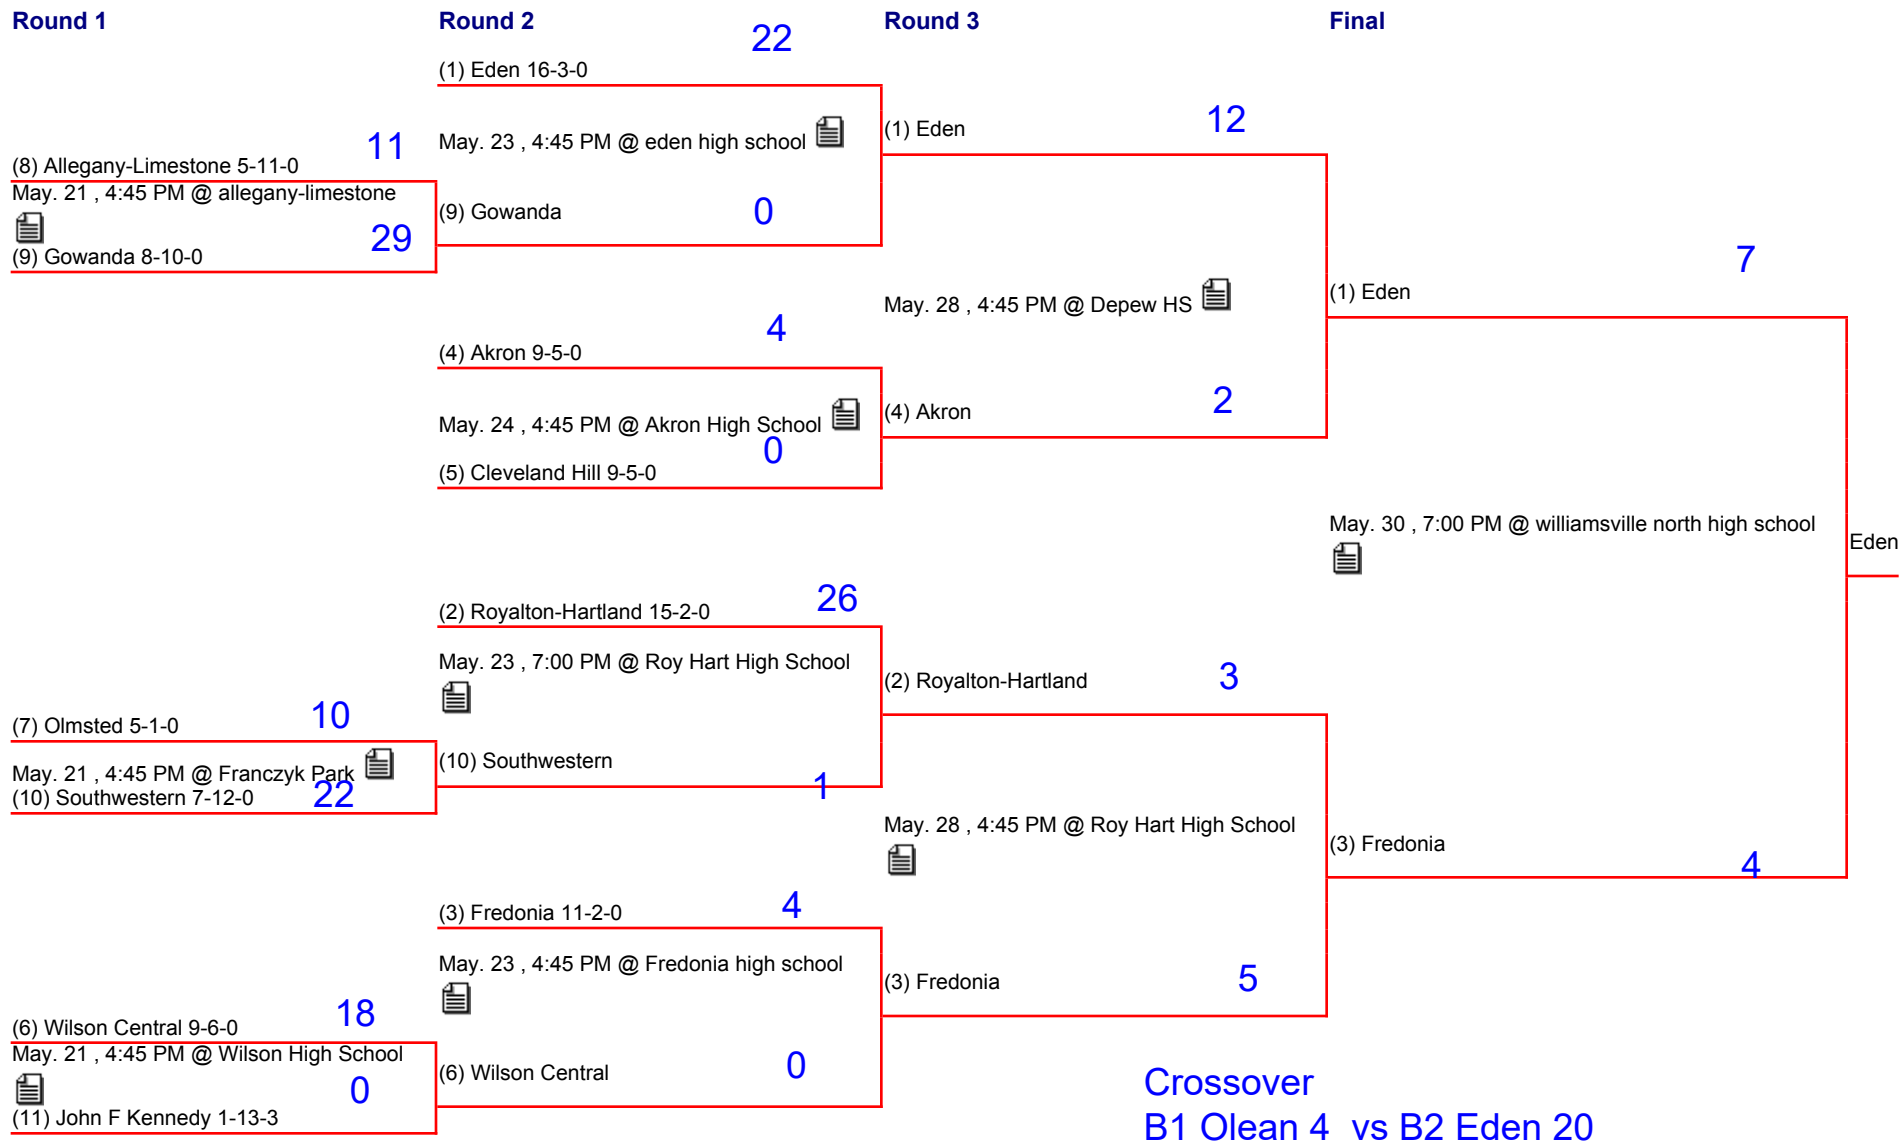 Round 1
Round 2
Round 3
Final
22
(1) Eden 16-3-0
May. 23 , 4:45 PM @ eden high school
(1) Eden
12
11
(8) Allegany-Limestone 5-11-0
May. 21 , 4:45 PM @ allegany-limestone
29
(9) Gowanda 8-10-0
(9) Gowanda
0
7
(1) Eden
May. 28 , 4:45 PM @ Depew HS
4
(4) Akron 9-5-0
May. 24 , 4:45 PM @ Akron High School
0
(5) Cleveland Hill 9-5-0
(4) Akron
2
May. 30 , 7:00 PM @ williamsville north high school
Eden
26
(2) Royalton-Hartland 15-2-0
May. 23 , 7:00 PM @ Roy Hart High School
(2) Royalton-Hartland
3
10
(7) Olmsted 5-1-0
May. 21 , 4:45 PM @ Franczyk Park
22
(10) Southwestern 7-12-0
(10) Southwestern
1
May. 28 , 4:45 PM @ Roy Hart High School
(3) Fredonia
4
4
(3) Fredonia 11-2-0
May. 23 , 4:45 PM @ Fredonia high school
(3) Fredonia
5
18
(6) Wilson Central 9-6-0
May. 21 , 4:45 PM @ Wilson High School
0
(11) John F Kennedy 1-13-3
(6) Wilson Central
0
Crossover
B1 Olean 4 vs B2 Eden 20